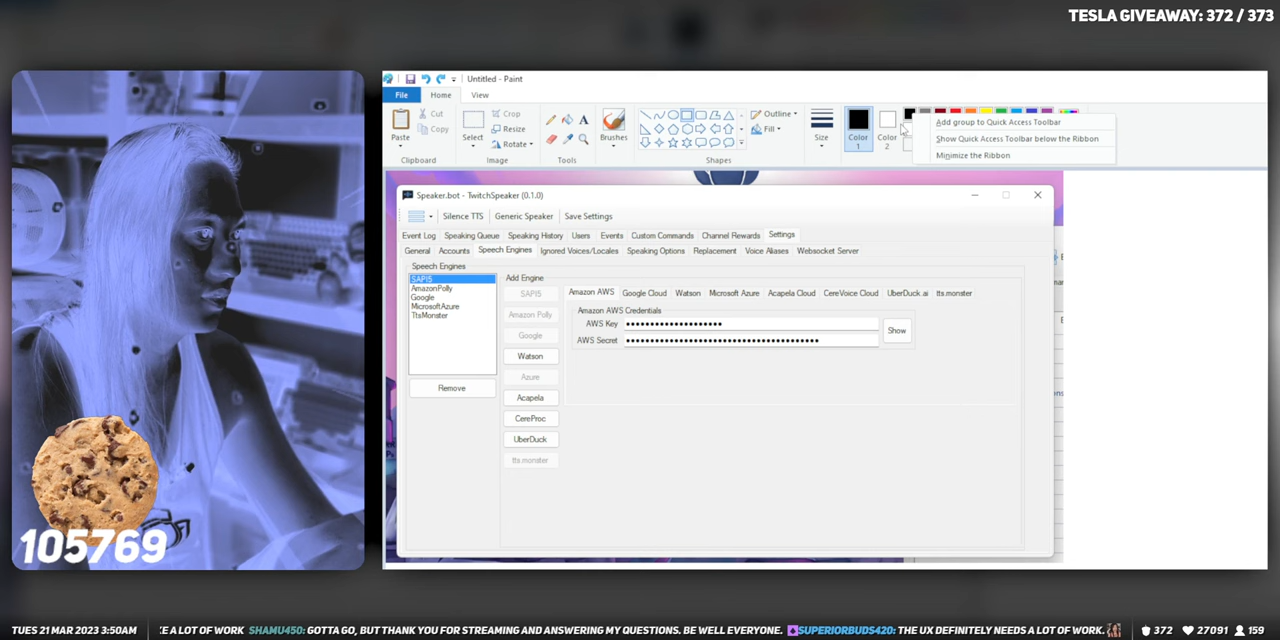 TESLA GIVEAWAY: 372 / 373
Untitled - Paint
File Home View
Paste
Cut
Copy
Clipboard
Select
Crop
Resize
Rotate
Image
A
Tools
Brushes
Shapes
Outline
Fill
Size
Color 1
Color 2
Add group to Quick Access Toolbar
Show Quick Access Toolbar below the Ribbon
Minimize the Ribbon
Speaker.bot - TwitchSpeaker (0.1.0)
Silence TTS Generic Speaker Save Settings
Event Log Speaking Queue Speaking History Users Events Custom Commands Channel Rewards Settings
General Accounts Speech Engines Ignored Voices/Locales Speaking Options Replacement Voice Aliases Websocket Server
Speech Engines
SAPI5
AmazonPolly
Google
MicrosoftAzure
TtsMonster
Remove
Add Engine
SAPI5
Amazon Polly
Google
Watson
Azure
Acapela
CereProc
UberDuck
tts.monster
Amazon AWS Google Cloud Watson Microsoft Azure Acapela Cloud CereVoice Cloud UberDuck.ai tts.monster
Amazon AWS Credentials
AWS Key ••••••••••••••••••••
AWS Secret ••••••••••••••••••••••••••••••••••••••••
Show
105769
TUES 21 MAR 2023 3:50AM
E A LOT OF WORK SHAMU450: GOTTA GO, BUT THANK YOU FOR STREAMING AND ANSWERING MY QUESTIONS. BE WELL EVERYONE. SUPERIORBUDS420: THE UX DEFINITELY NEEDS A LOT OF WORK.
372 27091 159